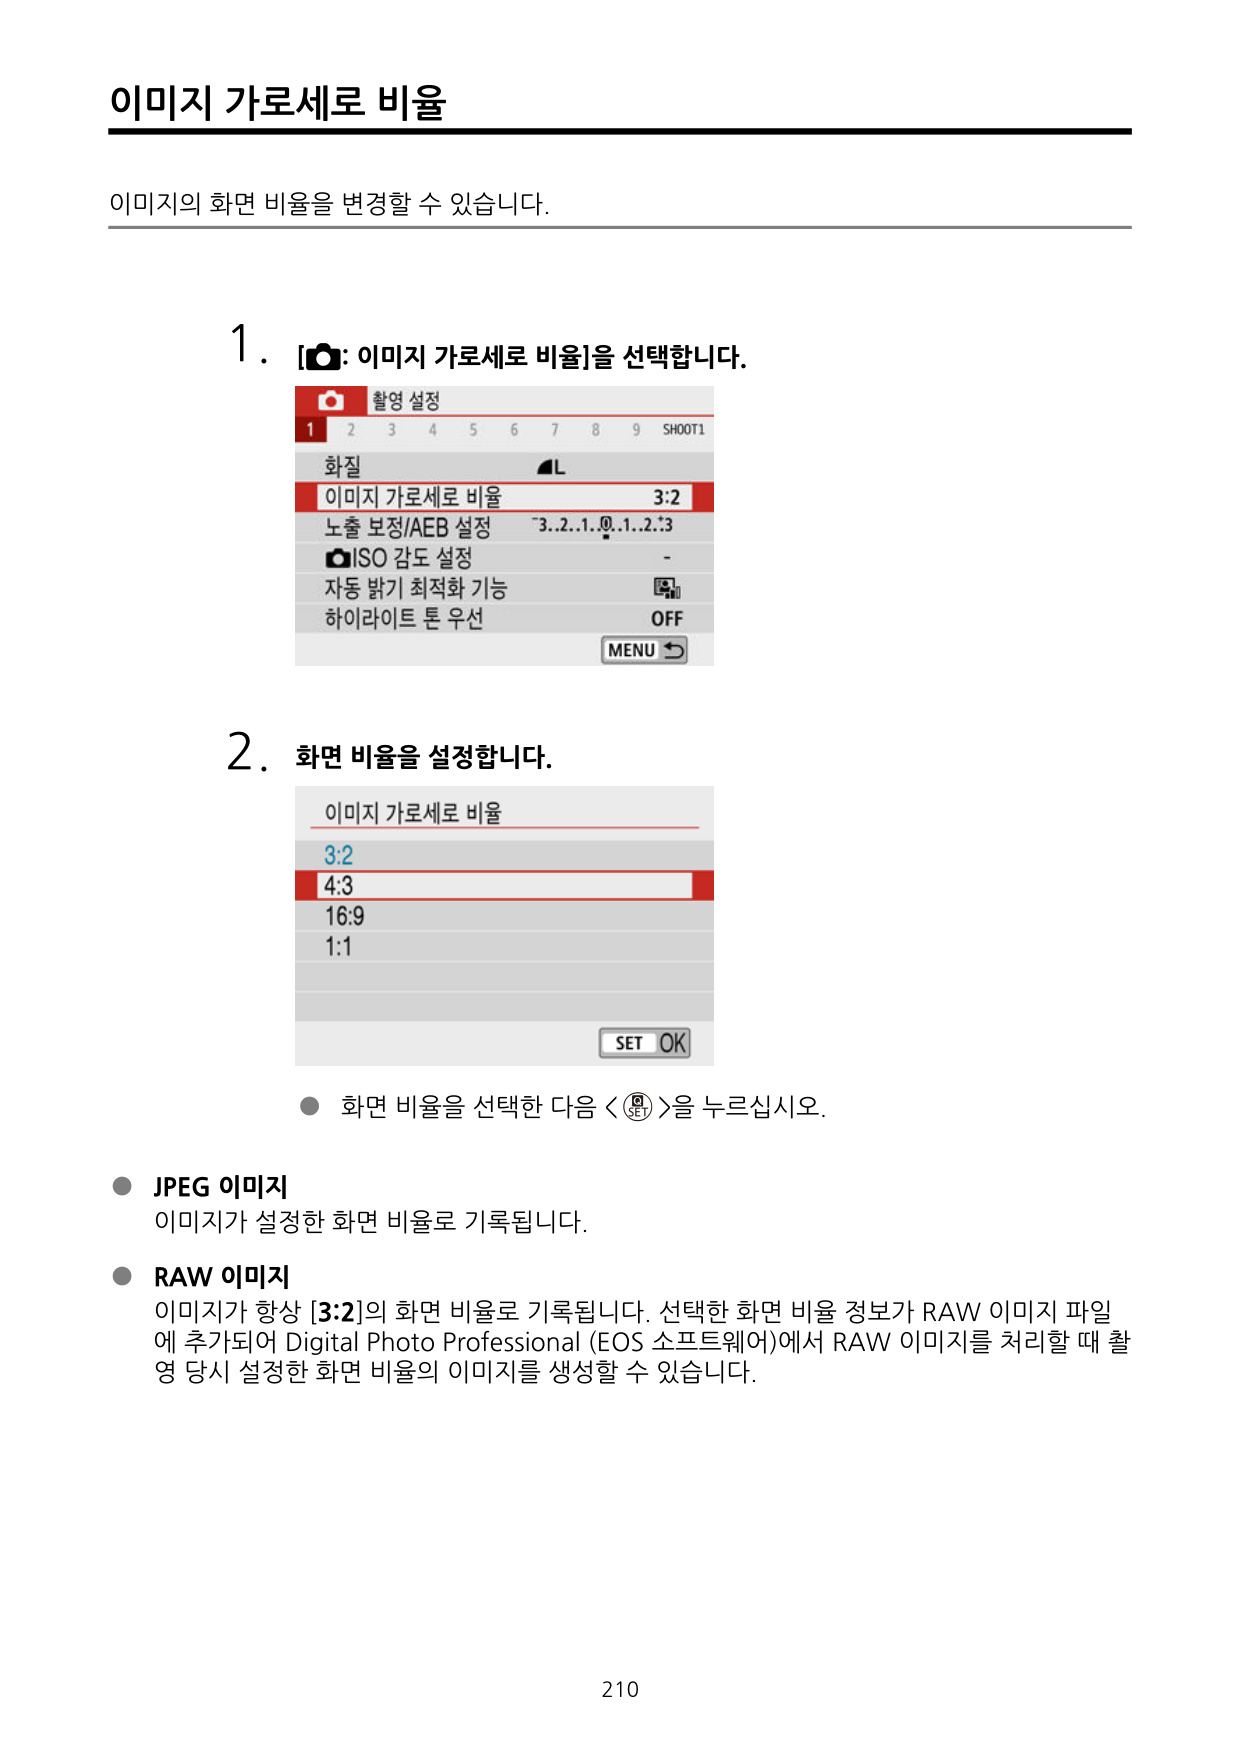 이미지 가로세로 비율
이미지의 화면 비율을 변경할 수 있습니다.
1. [: 이미지 가로세로 비율]을 선택합니다.
촬영 설정
1 2 3 4 5 6 7 8 9 SHOOT1
화질 L
이미지 가로세로 비율 3:2
노출 보정/AEB 설정 -3..2..1..0..1..2..+3
ISO 감도 설정 -
자동 밝기 최적화 기능
하이라이트 톤 우선 OFF
MENU
2. 화면 비율을 설정합니다.
이미지 가로세로 비율
3:2
4:3
16:9
1:1
SET OK
● 화면 비율을 선택한 다음 < Q SET >을 누르십시오.
● JPEG 이미지
이미지가 설정한 화면 비율로 기록됩니다.
● RAW 이미지
이미지가 항상 [3:2]의 화면 비율로 기록됩니다. 선택한 화면 비율 정보가 RAW 이미지 파일
에 추가되어 Digital Photo Professional (EOS 소프트웨어)에서 RAW 이미지를 처리할 때 촬
영 당시 설정한 화면 비율의 이미지를 생성할 수 있습니다.
210